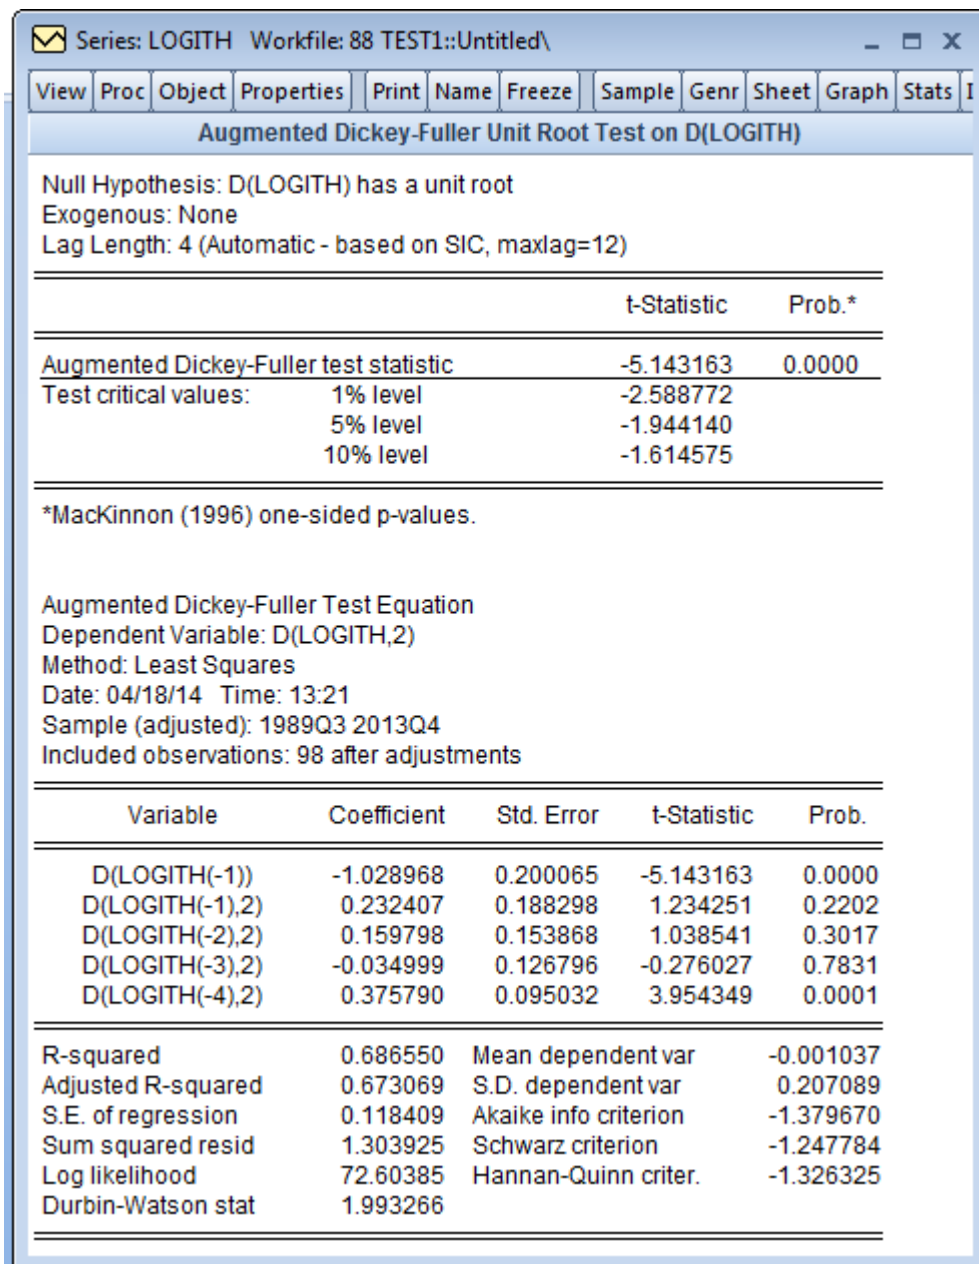 Series: LOGITH Workfile: 88 TEST1::Untitled\
View Proc Object Properties Print Name Freeze Sample Genr Sheet Graph Stats I
Augmented Dickey-Fuller Unit Root Test on D(LOGITH)
Null Hypothesis: D(LOGITH) has a unit root
Exogenous: None
Lag Length: 4 (Automatic - based on SIC, maxlag=12)
t-Statistic Prob.*
Augmented Dickey-Fuller test statistic -5.143163 0.0000
Test critical values: 1% level -2.588772
5% level -1.944140
10% level -1.614575
*MacKinnon (1996) one-sided p-values.
Augmented Dickey-Fuller Test Equation
Dependent Variable: D(LOGITH,2)
Method: Least Squares
Date: 04/18/14 Time: 13:21
Sample (adjusted): 1989Q3 2013Q4
Included observations: 98 after adjustments
Variable Coefficient Std. Error t-Statistic Prob.
D(LOGITH(-1)) -1.028968 0.200065 -5.143163 0.0000
D(LOGITH(-1),2) 0.232407 0.188298 1.234251 0.2202
D(LOGITH(-2),2) 0.159798 0.153868 1.038541 0.3017
D(LOGITH(-3),2) -0.034999 0.126796 -0.276027 0.7831
D(LOGITH(-4),2) 0.375790 0.095032 3.954349 0.0001
R-squared 0.686550 Mean dependent var -0.001037
Adjusted R-squared 0.673069 S.D. dependent var 0.207089
S.E. of regression 0.118409 Akaike info criterion -1.379670
Sum squared resid 1.303925 Schwarz criterion -1.247784
Log likelihood 72.60385 Hannan-Quinn criter. -1.326325
Durbin-Watson stat 1.993266